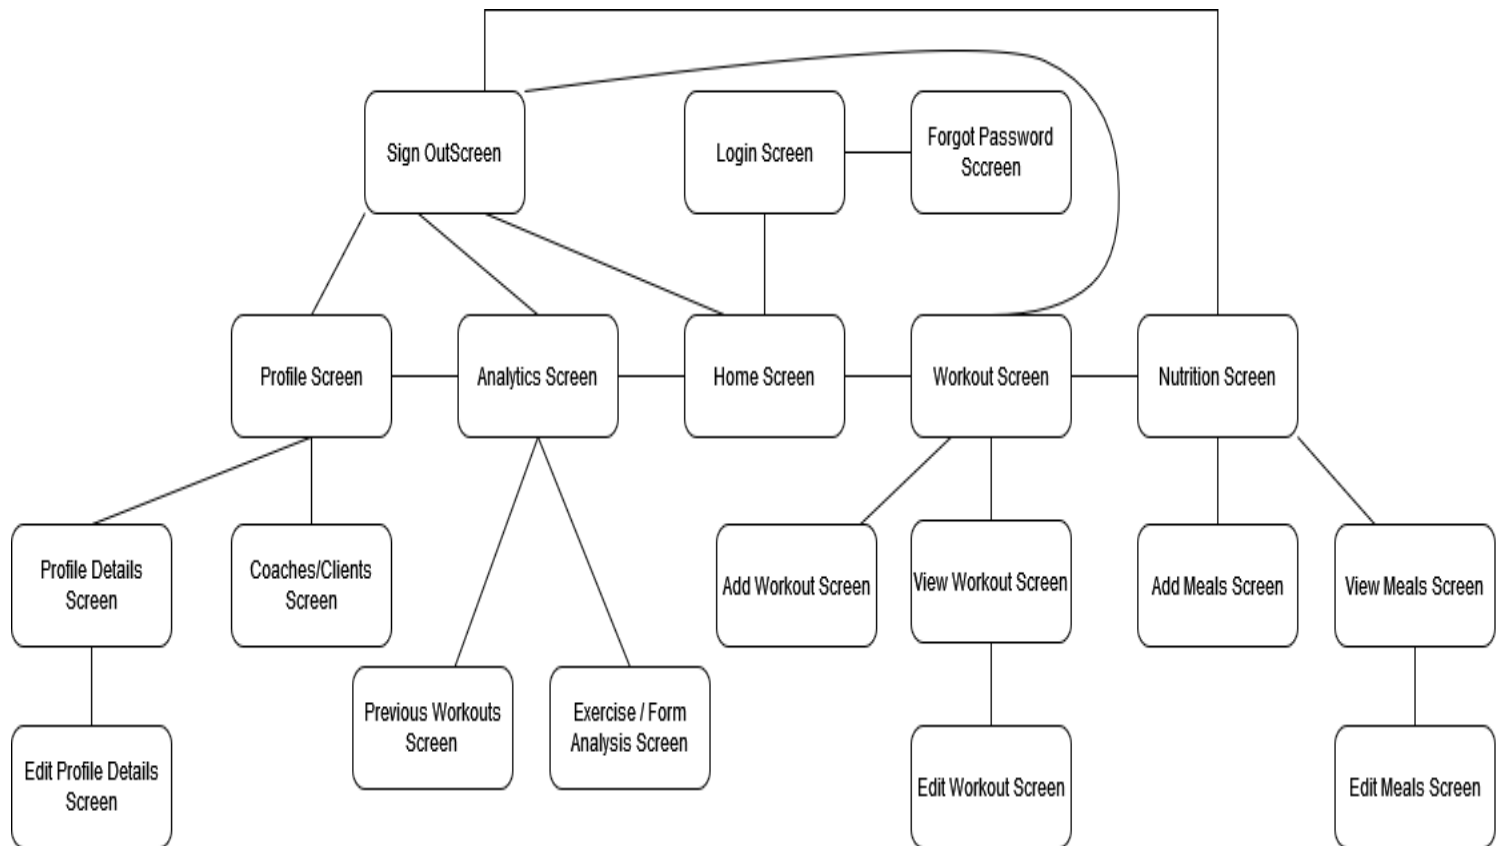 Sign OutScreen
Login Screen
Forgot Password
Sccreen
Profile Screen
Analytics Screen
Home Screen
Workout Screen
Nutrition Screen
Profile Details
Screen
Coaches/Clients
Screen
Add Workout Screen
View Workout Screen
Add Meals Screen
View Meals Screen
Previous Workouts
Screen
Exercise / Form
Analysis Screen
Edit Profile Details
Screen
Edit Workout Screen
Edit Meals Screen